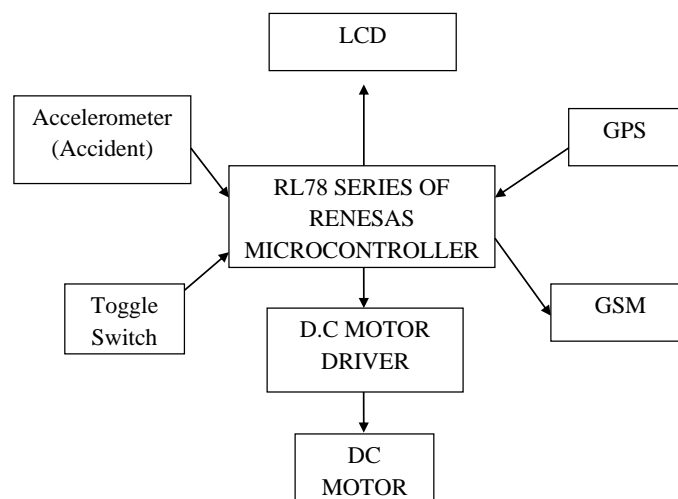 LCD
Accelerometer
(Accident)
GPS
RL78 SERIES OF
RENESAS
MICROCONTROLLER
Toggle
Switch
GSM
D.C MOTOR
DRIVER
DC
MOTOR